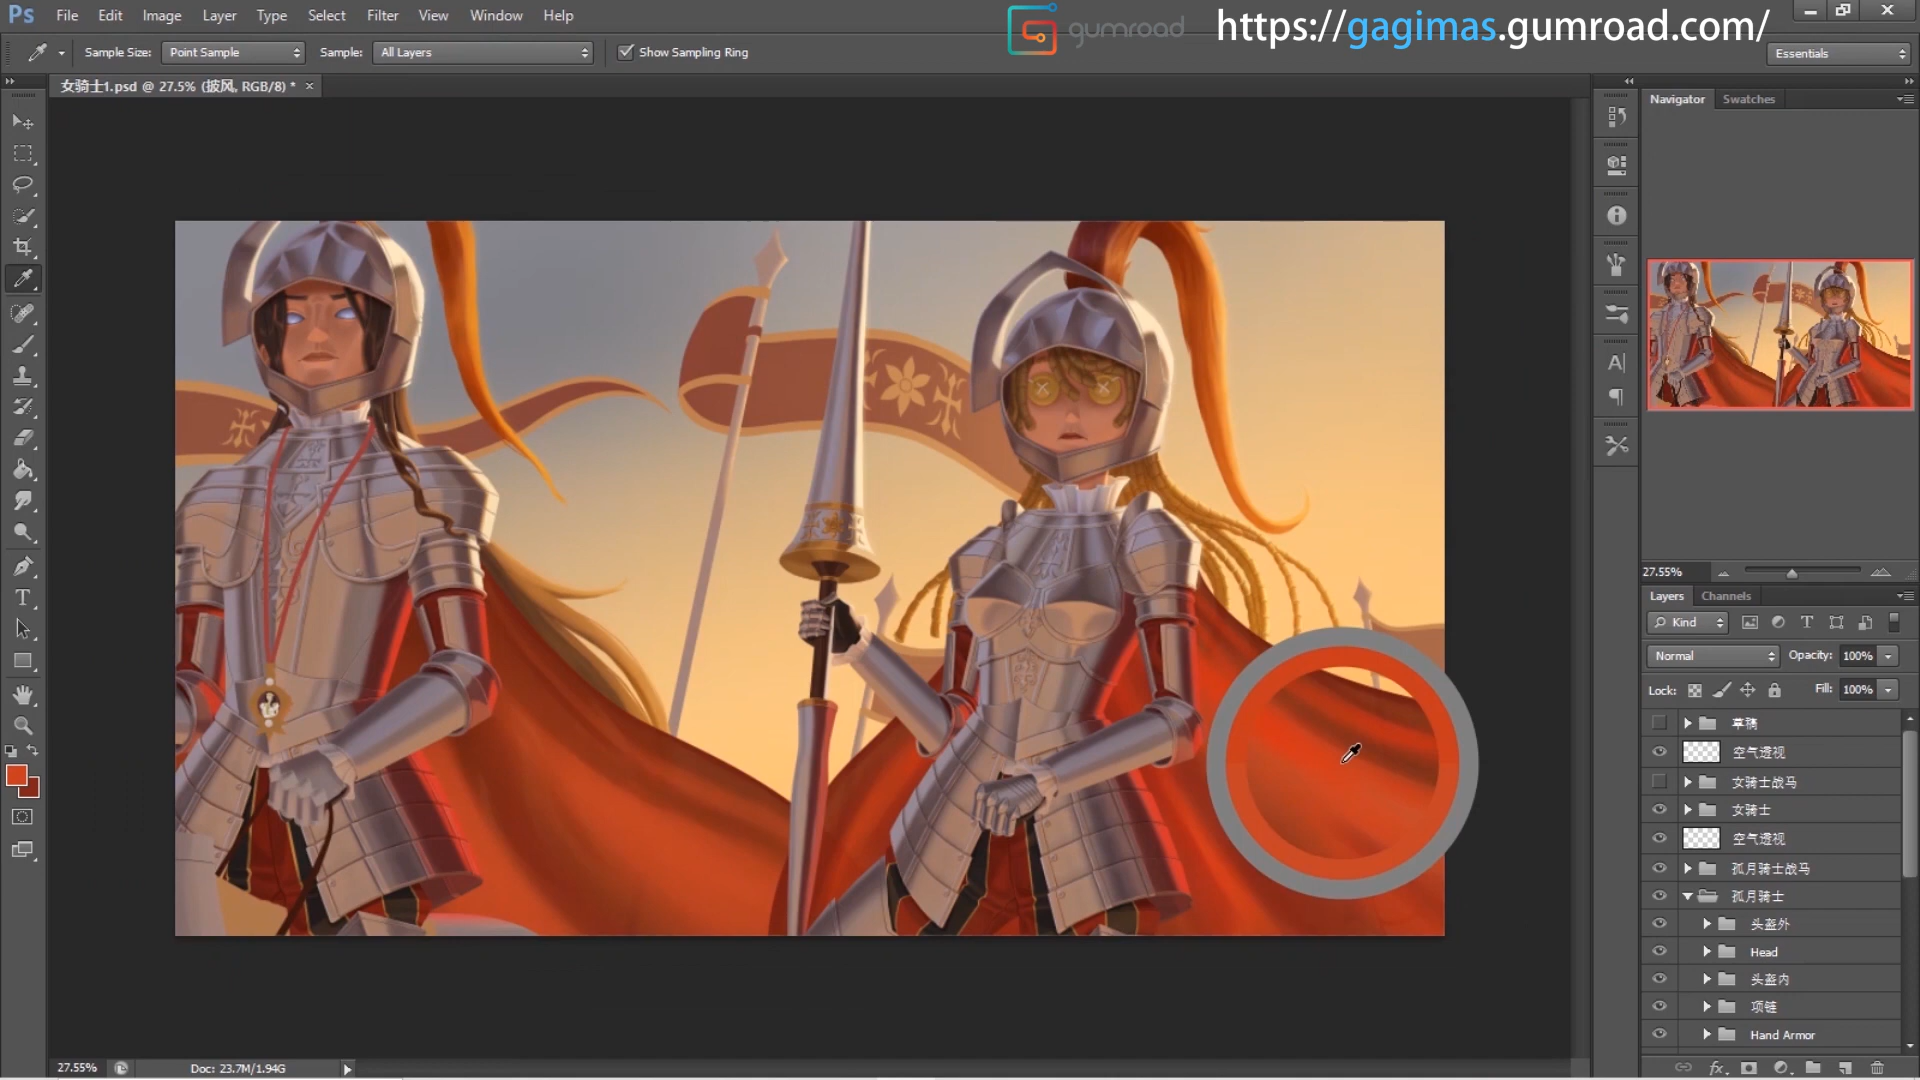 Ps File Edit Image Layer Type Select Filter View Window Help
gumroad https://gagimas.gumroad.com/
Sample Size: Point Sample Sample: All Layers Show Sampling Ring
Essentials
女骑士1.psd @ 27.5% (披风, RGB/8) * ×
Navigator Swatches
27.55%
Layers Channels
Kind
Normal Opacity: 100%
Lock: Fill: 100%
草稿
空气透视
女骑士战马
女骑士
空气透视
孤月骑士战马
孤月骑士
头盔外
Head
头盔内
项链
Hand Armor
27.55% Doc: 23.7M/1.94G